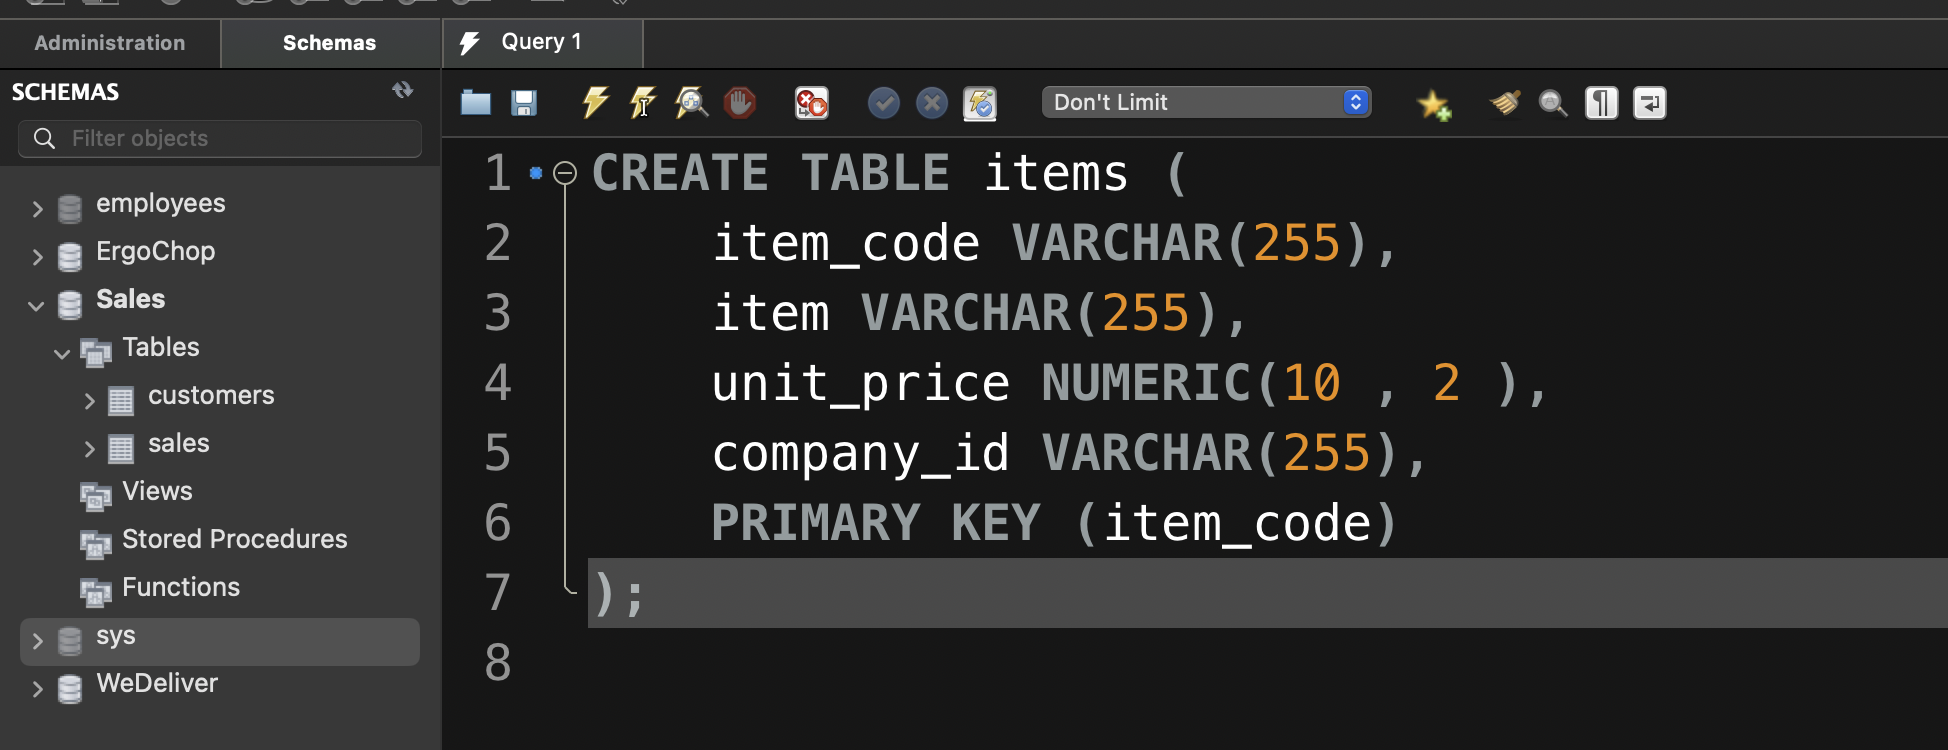 Administration
Schemas
Query 1
SCHEMAS
Filter objects
Don't Limit
employees
ErgoChop
Sales
Tables
customers
sales
Views
Stored Procedures
Functions
sys
WeDeliver
1 CREATE TABLE items (
2 item_code VARCHAR(255),
3 item VARCHAR(255),
4 unit_price NUMERIC(10 , 2 ),
5 company_id VARCHAR(255),
6 PRIMARY KEY (item_code)
7 );
8